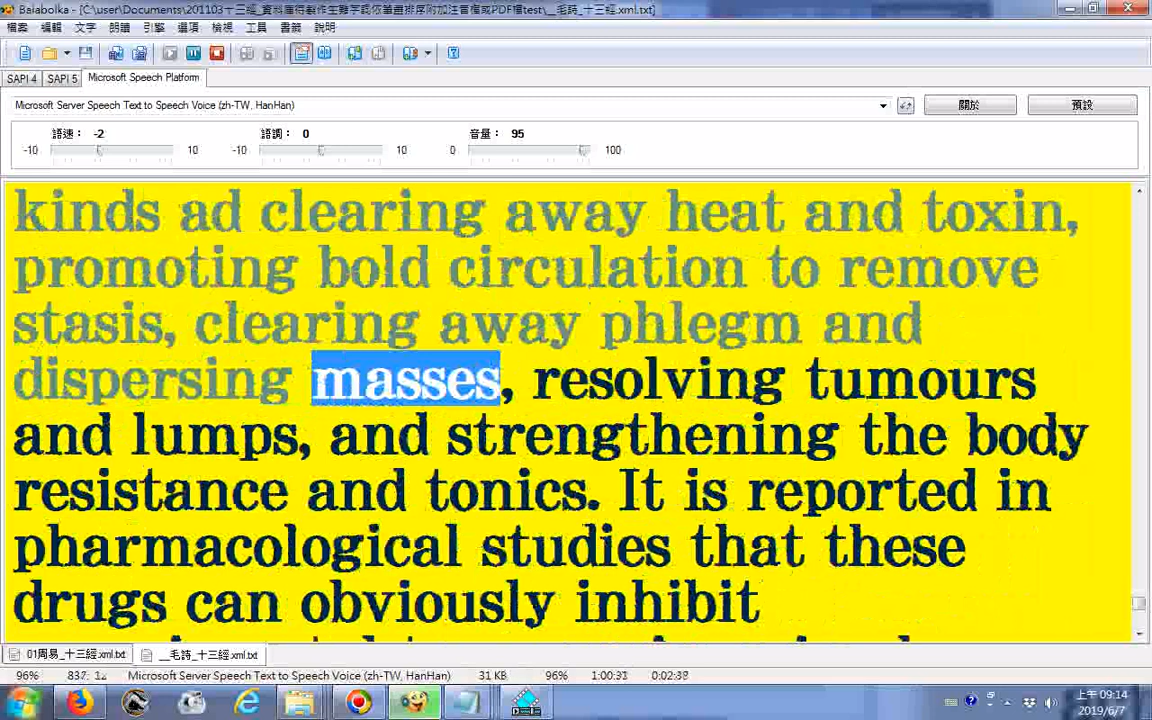 Balabolka - [C:\user\Documents\201103十三經_資料庫得製作生難字詞依筆畫排序附加注音檔或PDF檔test\__毛詩_十三經.xml.txt]
檔案 編輯 文字 朗讀 引擎 選項 檢視 工具 書籤 說明
SAPI 4 SAPI 5 Microsoft Speech Platform
Microsoft Server Speech Text to Speech Voice (zh-TW, HanHan) 關於 預設
語速： -2 語調： 0 音量： 95
-10 10 -10 10 0 100
kinds ad clearing away heat and toxin,
promoting bold circulation to remove
stasis, clearing away phlegm and
dispersing masses, resolving tumours
and lumps, and strengthening the body
resistance and tonics. It is reported in
pharmacological studies that these
drugs can obviously inhibit
01周易_十三經.xml.txt __毛詩_十三經.xml.txt
96% 837: 12 Microsoft Server Speech Text to Speech Voice (zh-TW, HanHan) 31 KB 96% 1:00:31 0:02:38
上午 09:14
2019/6/7